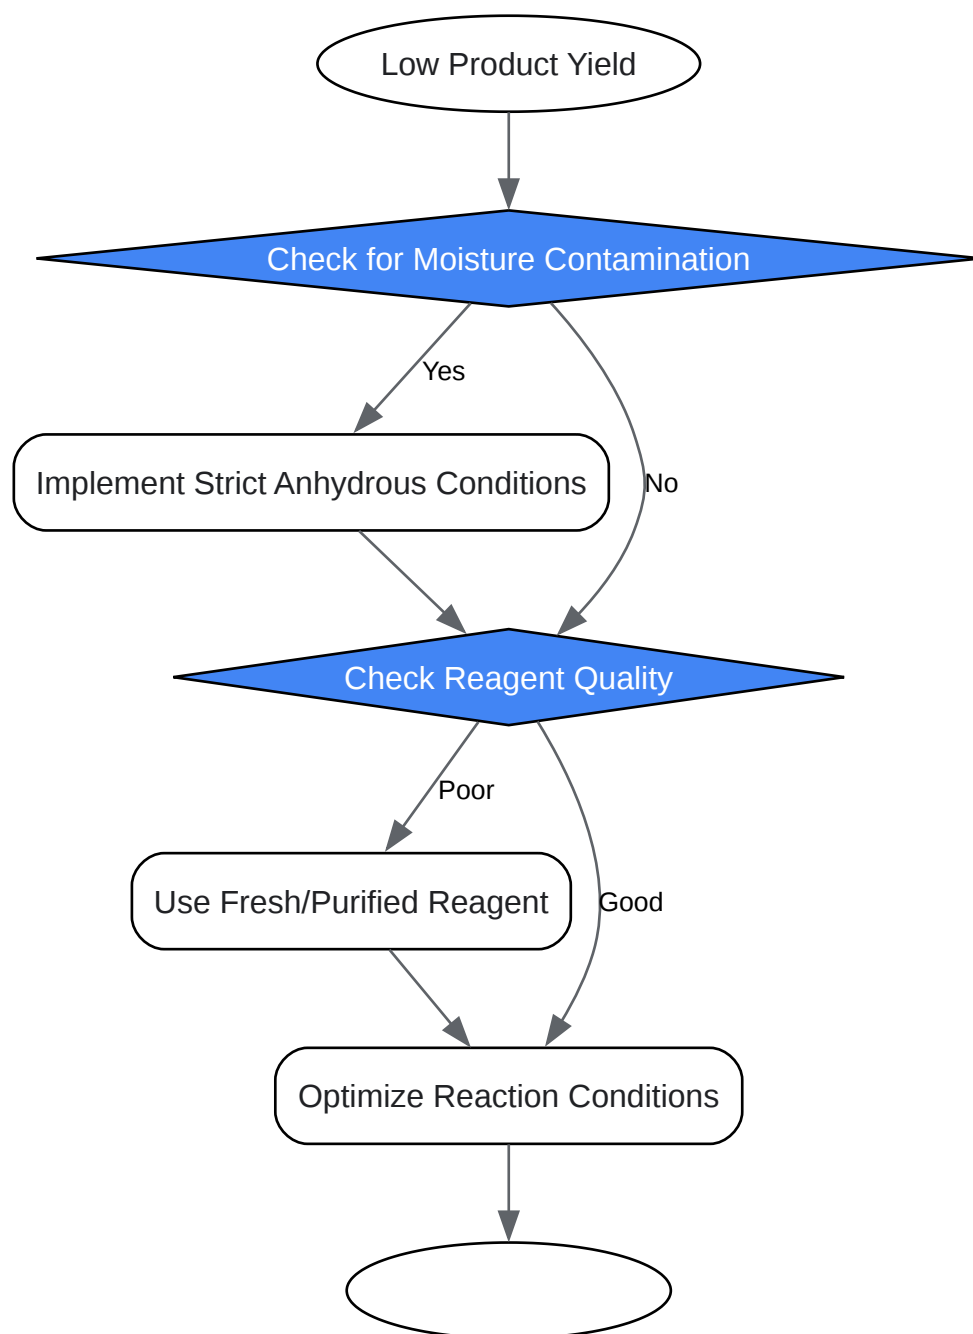 Low Product Yield
Check for Moisture Contamination
Yes
Implement Strict Anhydrous Conditions
No
Check Reagent Quality
Poor
Use Fresh/Purified Reagent
Good
Optimize Reaction Conditions